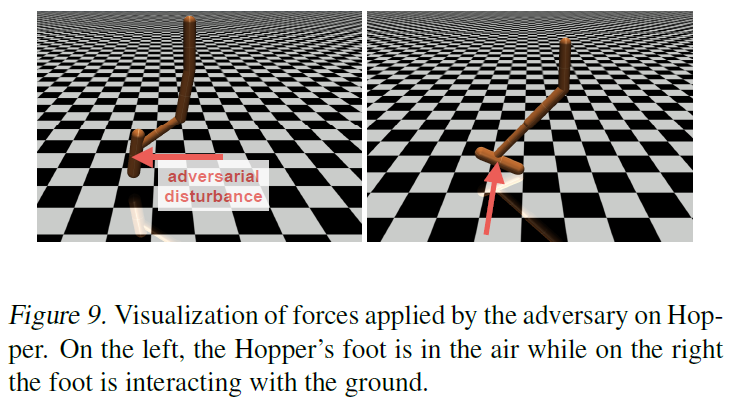 adversarial
disturbance
Figure 9. Visualization of forces applied by the adversary on Hop-
per. On the left, the Hopper's foot is in the air while on the right
the foot is interacting with the ground.